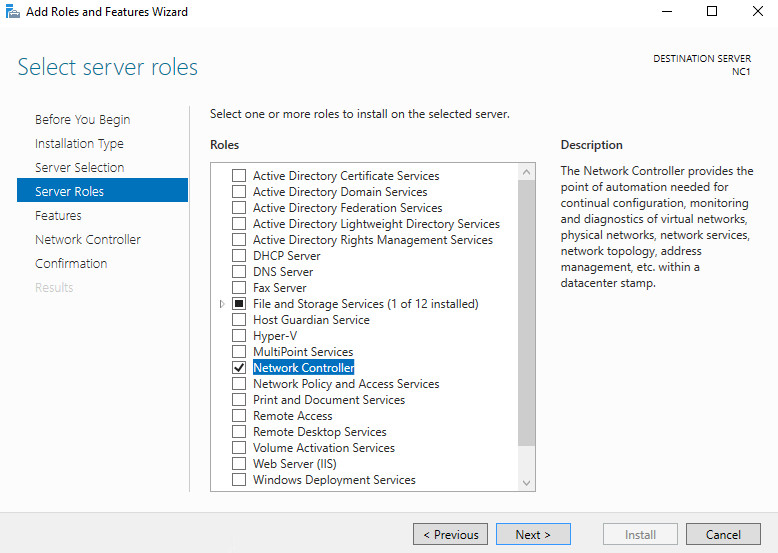 Add Roles and Features Wizard
Select server roles
DESTINATION SERVER
NC1
Before You Begin
Installation Type
Server Selection
Server Roles
Features
Network Controller
Confirmation
Results
Select one or more roles to install on the selected server.
Roles
Active Directory Certificate Services
Active Directory Domain Services
Active Directory Federation Services
Active Directory Lightweight Directory Services
Active Directory Rights Management Services
DHCP Server
DNS Server
Fax Server
File and Storage Services (1 of 12 installed)
Host Guardian Service
Hyper-V
MultiPoint Services
Network Controller
Network Policy and Access Services
Print and Document Services
Remote Access
Remote Desktop Services
Volume Activation Services
Web Server (IIS)
Windows Deployment Services
Description
The Network Controller provides the
point of automation needed for
continual configuration, monitoring
and diagnostics of virtual networks,
physical networks, network services,
network topology, address
management, etc. within a
datacenter stamp.
< Previous
Next >
Install
Cancel